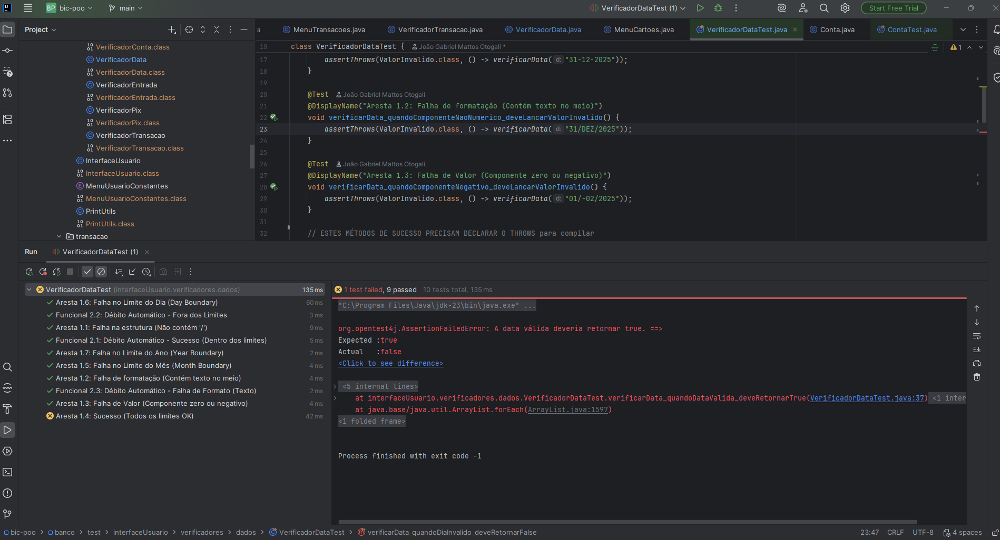 BP bic-poo main VerificadorDataTest (1) Start Free Trial
Project
a MenuTransacoes.java VerificadorTransacao.java VerificadorData.java MenuCartoes.java VerificadorDataTest.java Conta.java ContaTest.java
VerificadorConta.class
VerificadorData
VerificadorData.class
VerificadorEntrada
VerificadorEntrada.class
VerificadorPix
VerificadorPix.class
VerificadorTransacao
VerificadorTransacao.class
InterfaceUsuario
InterfaceUsuario.class
MenuUsuarioConstantes
MenuUsuarioConstantes.class
PrintUtils
PrintUtils.class
transacao
10 class VerificadorDataTest { João Gabriel Mattos Otogali * 1
17 assertThrows(ValorInvalido.class, () -> verificarData( d: "31-12-2025"));
18 }
19
20 @Test João Gabriel Mattos Otogali
21 @DisplayName("Aresta 1.2: Falha de formatação (Contém texto no meio)")
22 void verificarData_quandoComponenteNaoNumerico_deveLancarValorInvalido() {
23 assertThrows(ValorInvalido.class, () -> verificarData( d: "31/DEZ/2025"));
24 }
25
26 @Test João Gabriel Mattos Otogali
27 @DisplayName("Aresta 1.3: Falha de Valor (Componente zero ou negativo)")
28 void verificarData_quandoComponenteNegativo_deveLancarValorInvalido() {
29 assertThrows(ValorInvalido.class, () -> verificarData( d: "01/-02/2025"));
30 }
31
32 // ESTES MÉTODOS DE SUCESSO PRECISAM DECLARAR O THROWS para compilar
Run VerificadorDataTest (1)
VerificadorDataTest (interfaceUsuario.verificadores.dados) 135 ms
Aresta 1.6: Falha no Limite do Dia (Day Boundary) 60 ms
Funcional 2.2: Débito Automático - Fora dos Limites 3 ms
Aresta 1.1: Falha na estrutura (Não contém '/') 9 ms
Funcional 2.1: Débito Automático - Sucesso (Dentro dos limites) 5 ms
Aresta 1.7: Falha no Limite do Ano (Year Boundary) 2 ms
Aresta 1.5: Falha no Limite do Mês (Month Boundary) 4 ms
Aresta 1.2: Falha de formatação (Contém texto no meio) 4 ms
Funcional 2.3: Débito Automático - Falha de Formato (Texto) 2 ms
Aresta 1.3: Falha de Valor (Componente zero ou negativo) 4 ms
Aresta 1.4: Sucesso (Todos os limites OK) 42 ms
1 test failed, 9 passed 10 tests total, 135 ms
"C:\Program Files\Java\jdk-23\bin\java.exe" ...
org.opentest4j.AssertionFailedError: A data válida deveria retornar true. ==>
Expected :true
Actual :false
<Click to see difference>
<5 internal lines>
at interfaceUsuario.verificadores.dados.VerificadorDataTest.verificarData_quandoDataValida_deveRetornarTrue(VerificadorDataTest.java:37) <1 inter
at java.base/java.util.ArrayList.forEach(ArrayList.java:1597)
<1 folded frame>
Process finished with exit code -1
bic-poo > banco > test > interfaceUsuario > verificadores > dados > VerificadorDataTest > verificarData_quandoDiaInvalido_deveRetornarFalse 23:47 CRLF UTF-8 4 spaces